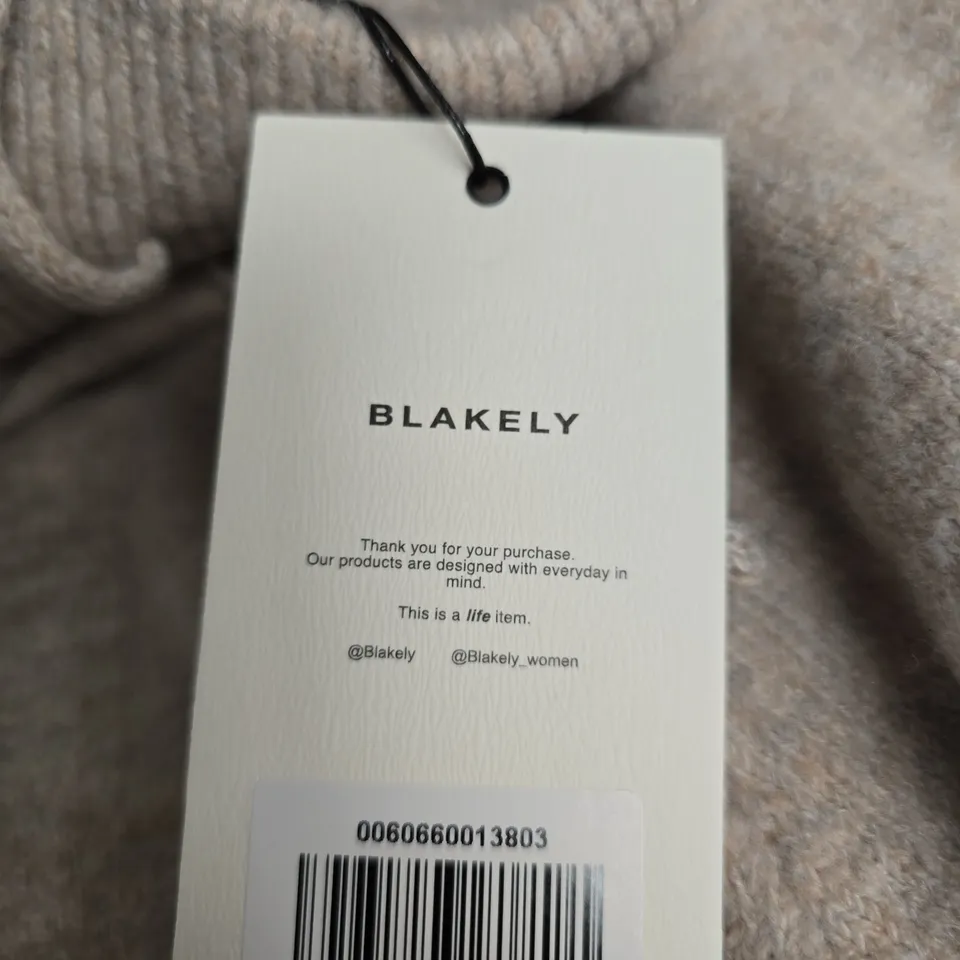 BLAKELY
Thank you for your purchase.
Our products are designed with everyday in
mind.
This is a life item.
@Blakely @Blakely_women
0060660013803